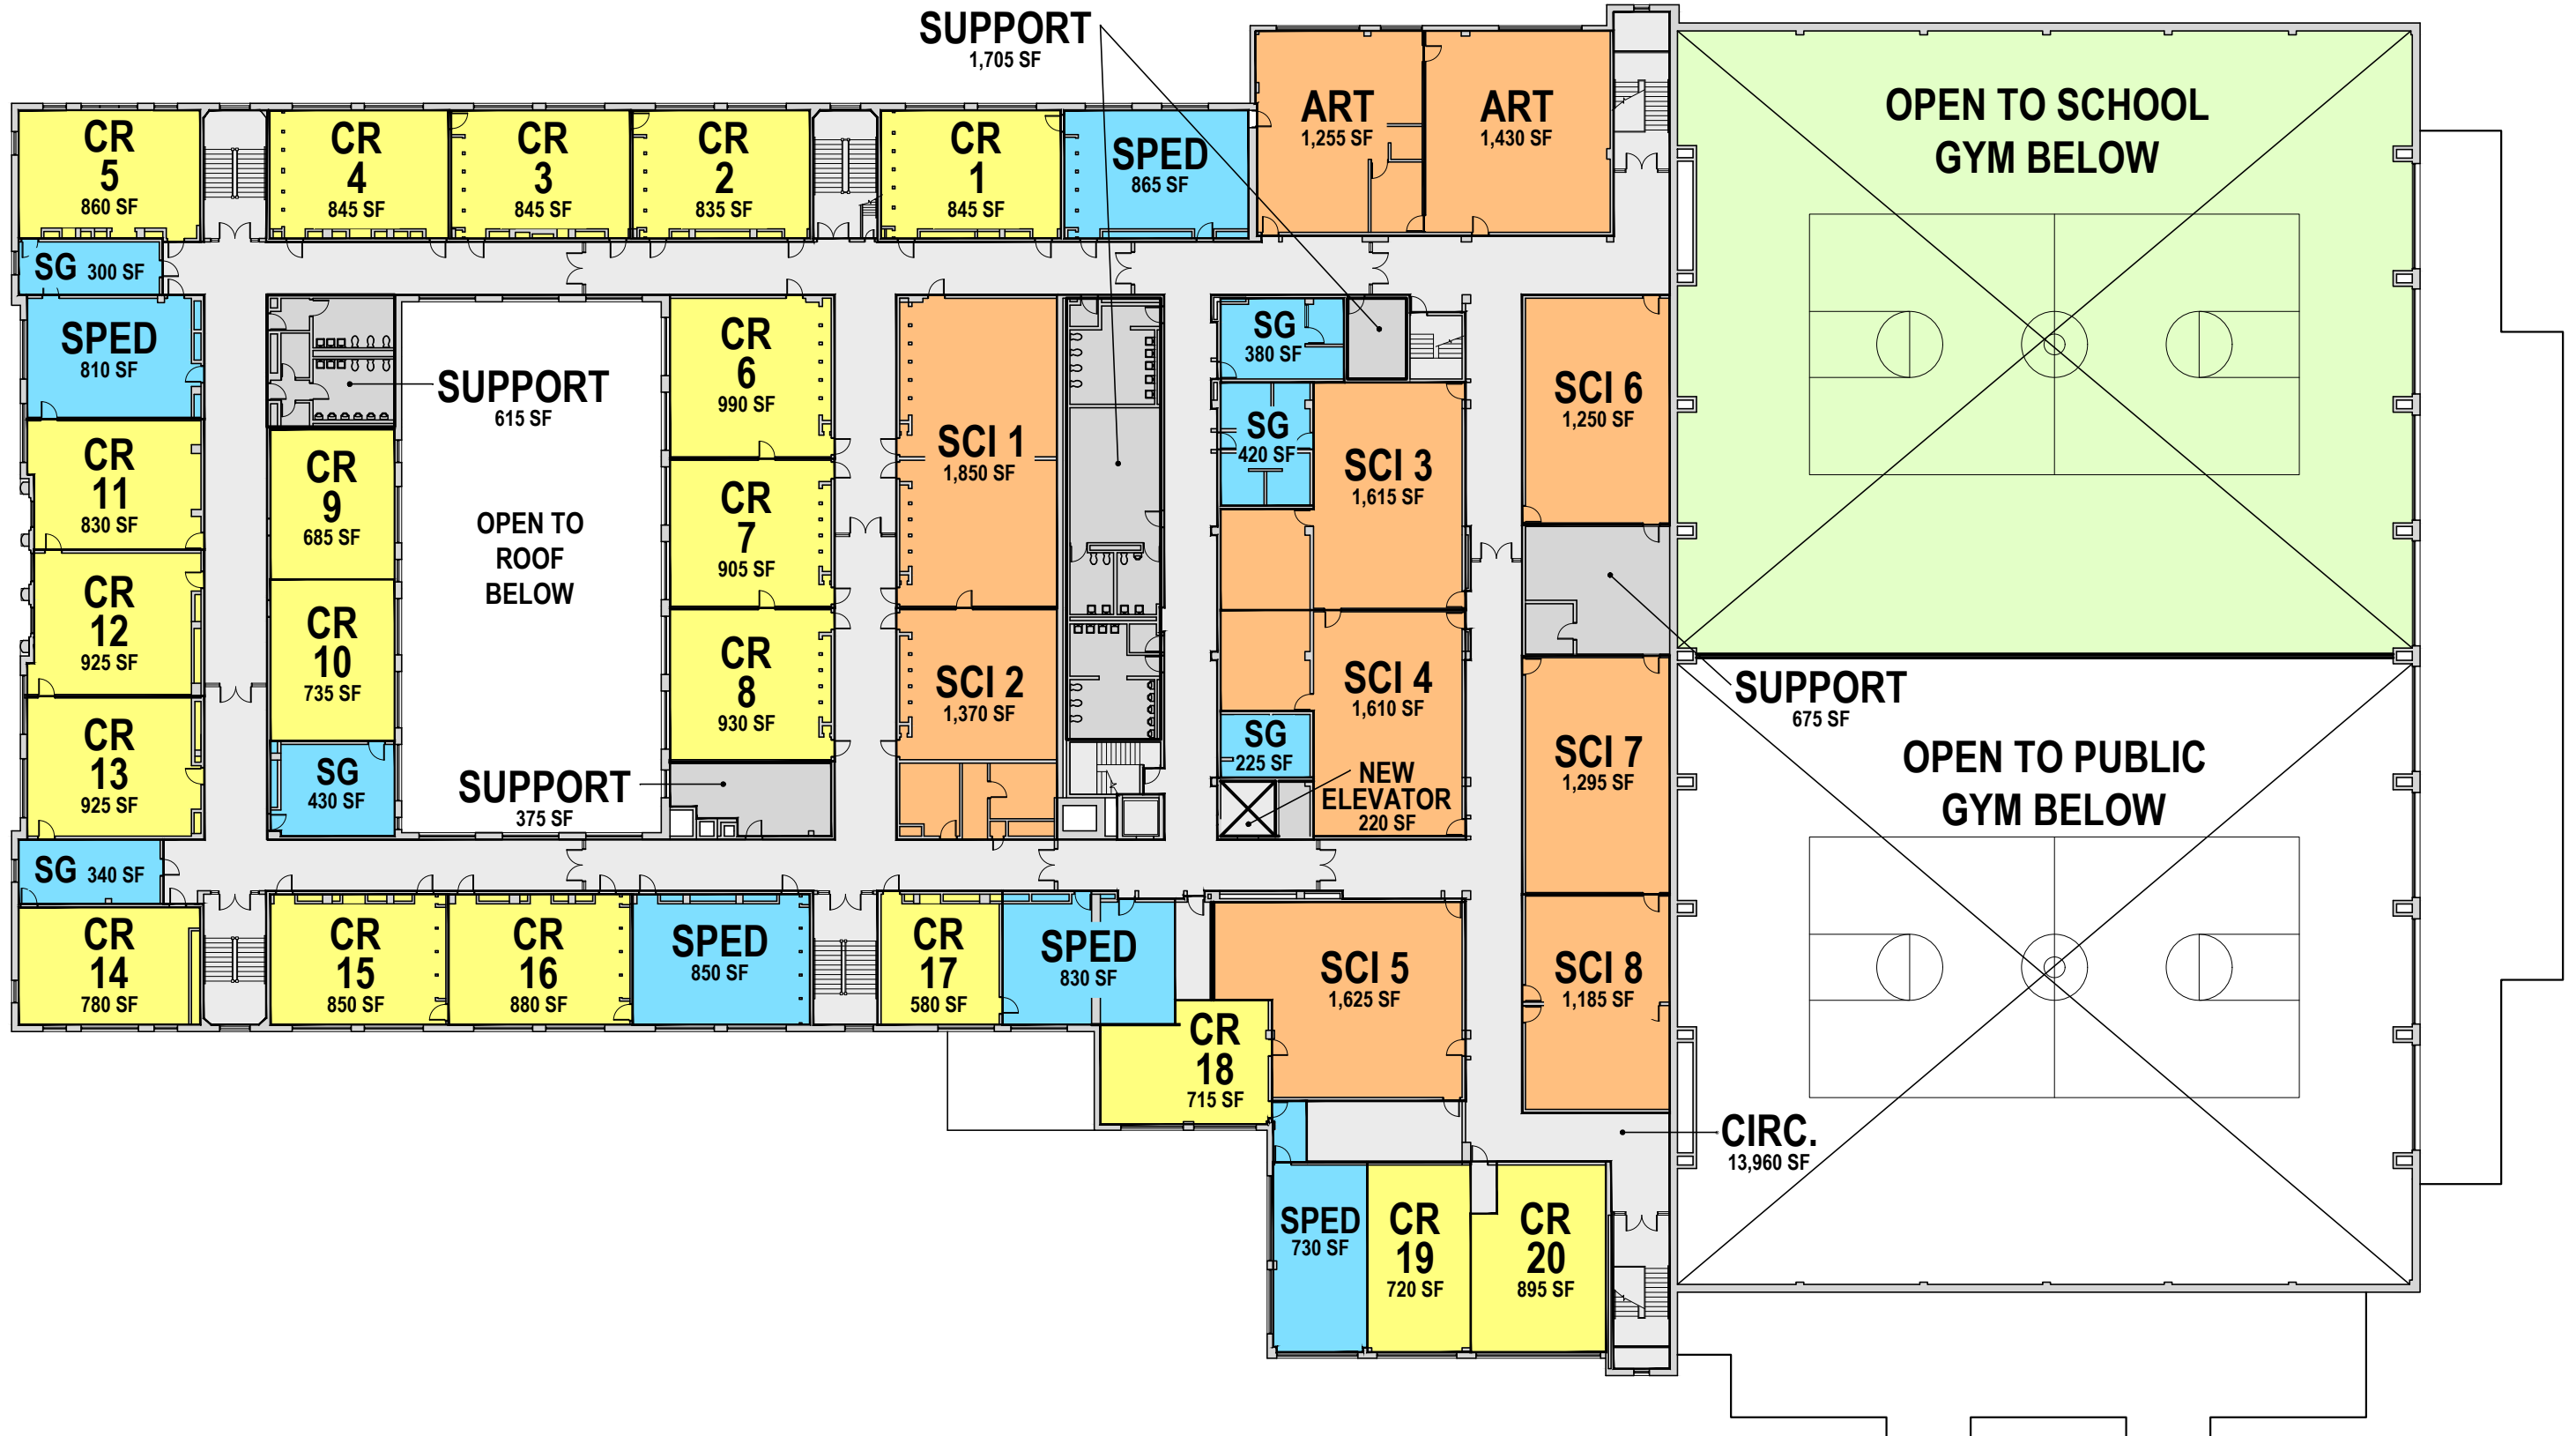 SUPPORT
1,705 SF
ART
1,255 SF
ART
1,430 SF
OPEN TO SCHOOL
GYM BELOW
CR
5
860 SF
CR
4
845 SF
CR
3
845 SF
CR
2
835 SF
CR
1
845 SF
SPED
865 SF
SG 300 SF
SPED
810 SF
SUPPORT
615 SF
CR
6
990 SF
SCI 1
1,850 SF
SG
380 SF
SG
420 SF
SCI 3
1,615 SF
SCI 6
1,250 SF
CR
11
830 SF
CR
9
685 SF
OPEN TO
ROOF
BELOW
CR
7
905 SF
CR
12
925 SF
CR
10
735 SF
CR
8
930 SF
SCI 2
1,370 SF
SCI 4
1,610 SF
SUPPORT
675 SF
CR
13
925 SF
SG
430 SF
SUPPORT
375 SF
SG
225 SF
NEW
ELEVATOR
220 SF
SCI 7
1,295 SF
OPEN TO PUBLIC
GYM BELOW
SG 340 SF
CR
14
780 SF
CR
15
850 SF
CR
16
880 SF
SPED
850 SF
CR
17
580 SF
SPED
830 SF
SCI 5
1,625 SF
SCI 8
1,185 SF
CR
18
715 SF
CIRC.
13,960 SF
SPED
730 SF
CR
19
720 SF
CR
20
895 SF